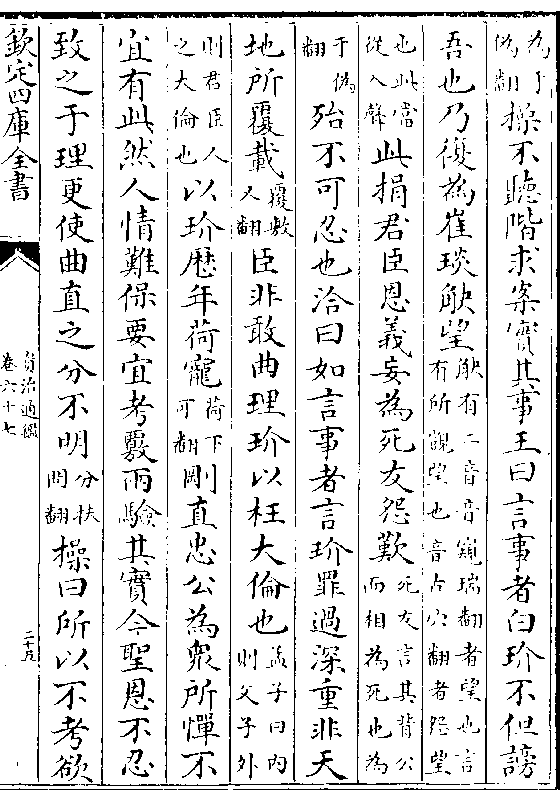 為于偽翻操不聽階求案實其事王曰言事者白玠不但謗
吾也乃復為崔琰觖望觖有二音音窺瑞翻者望也言有所觀望也音古穴翻者怨望
也此當從入聲此捐君臣恩義妄為死友怨歎死友言其背公而相為死也為
于偽翻殆不可忍也洽曰如言事者言玠罪過深重非天
地所覆載覆敷又翻臣非敢曲理玠以枉大倫也孟子曰内則父子外
則君臣人之大倫也以玠歷年荷寵荷下可翻剛直忠公為衆所憚不
宜有此然人情難保要宜考覈兩驗其實今聖恩不忍
致之于理更使曲直之分不明分扶問翻操曰所以不考欲
欽定四庫全書
資治通鑑
卷六十七
二十五